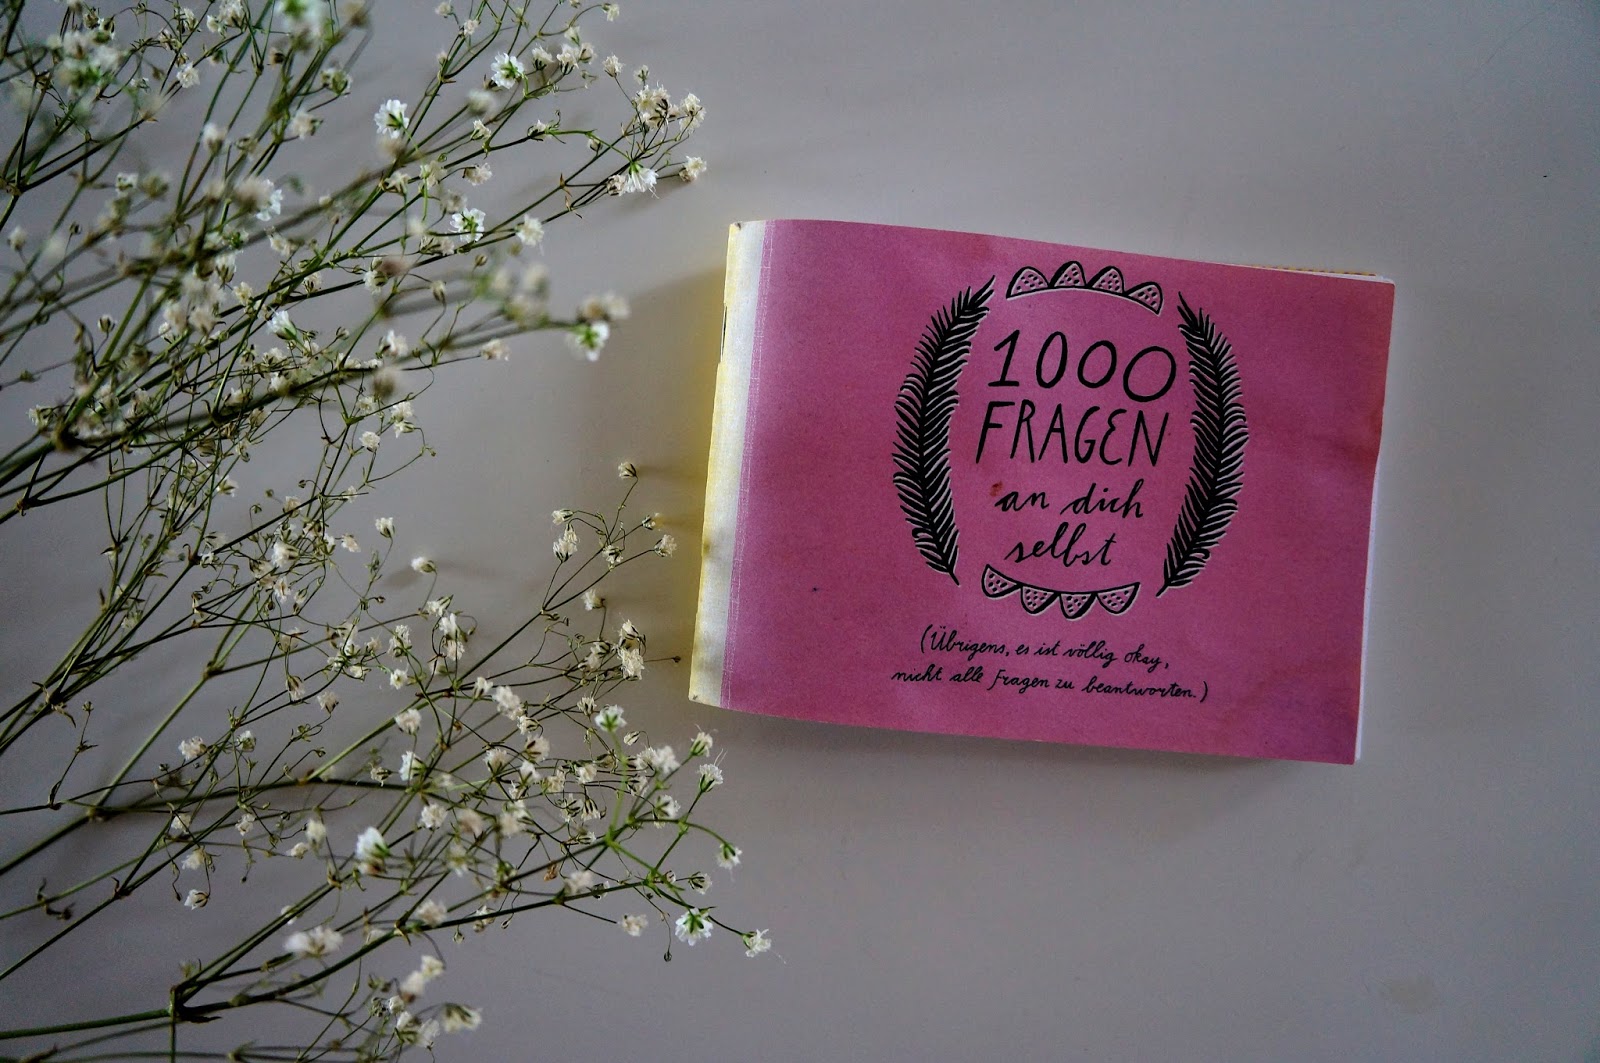 1000
FRAGEN
an dich
selbst
(Übrigens, es ist völlig okay,
nicht alle Fragen zu beantworten.)